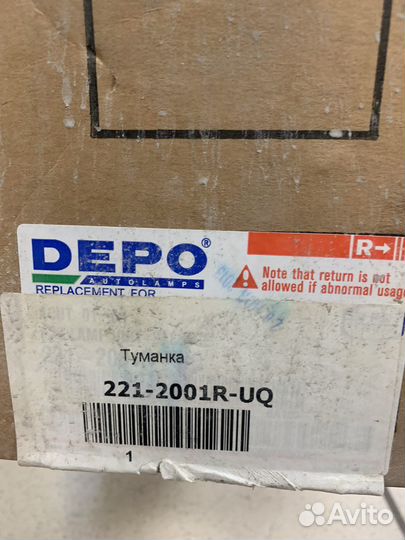 DEPO®
AUTOLAMPS
REPLACEMENT FOR
R→
Note that return is not
allowed if abnormal usage
Туманка
221-2001R-UQ
1
Avito